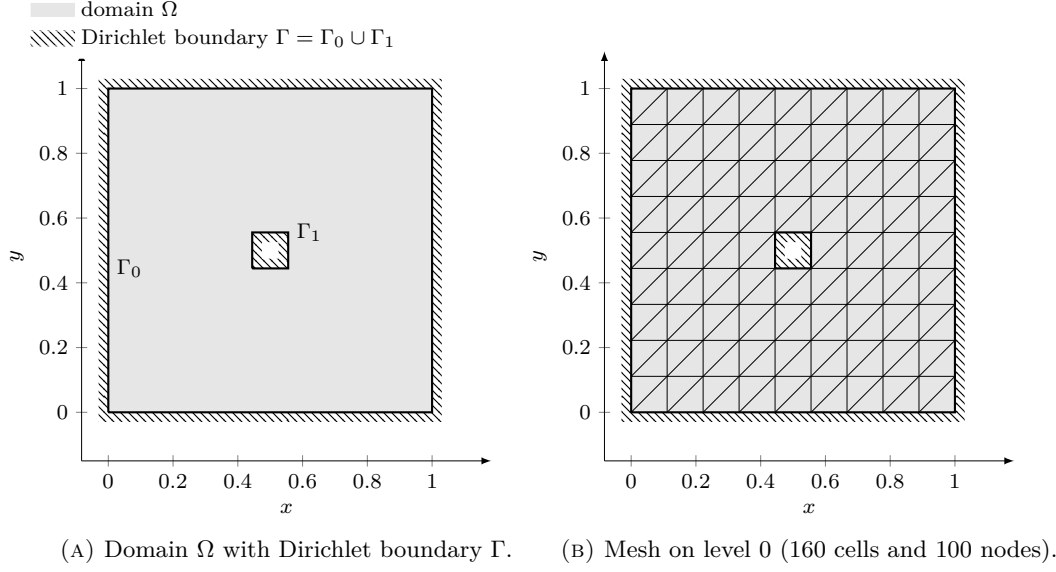 domain Ω
Dirichlet boundary Γ = Γ₀ ∪ Γ₁
1
0.8
0.6
0.4
0.2
0
y
Γ₀
Γ₁
0 0.2 0.4 0.6 0.8 1
x
1
0.8
0.6
0.4
0.2
0
y
0 0.2 0.4 0.6 0.8 1
x
(A) Domain Ω with Dirichlet boundary Γ.
(B) Mesh on level 0 (160 cells and 100 nodes).